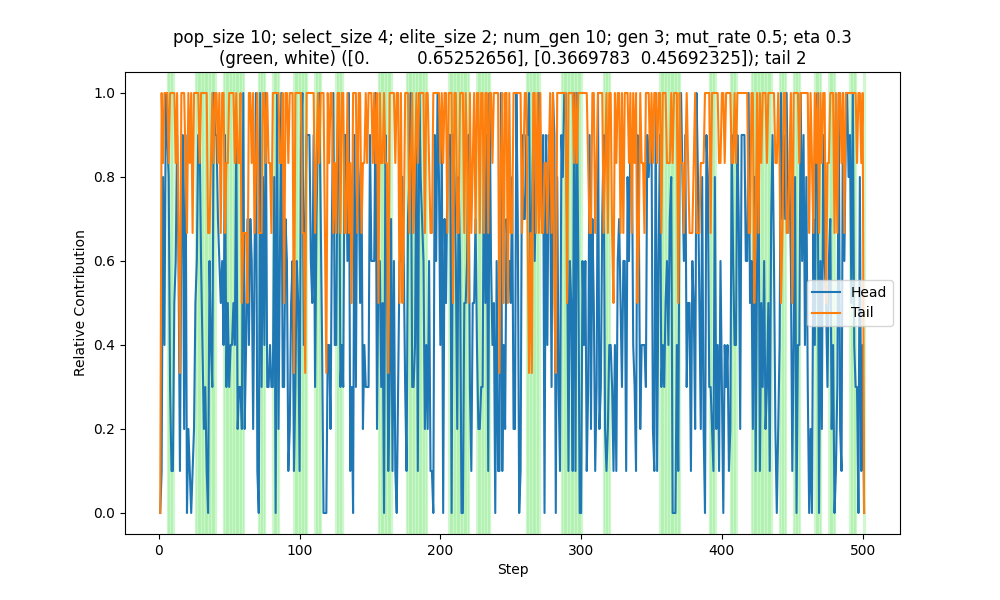 pop_size 10; select_size 4; elite_size 2; num_gen 10; gen 3; mut_rate 0.5; eta 0.3
(green, white) ([0.          0.65252656], [0.3669783  0.45692325]); tail 2
1.0
0.8
0.6
0.4
0.2
0.0
Relative Contribution
Head
Tail
0
100
200
300
400
500
Step